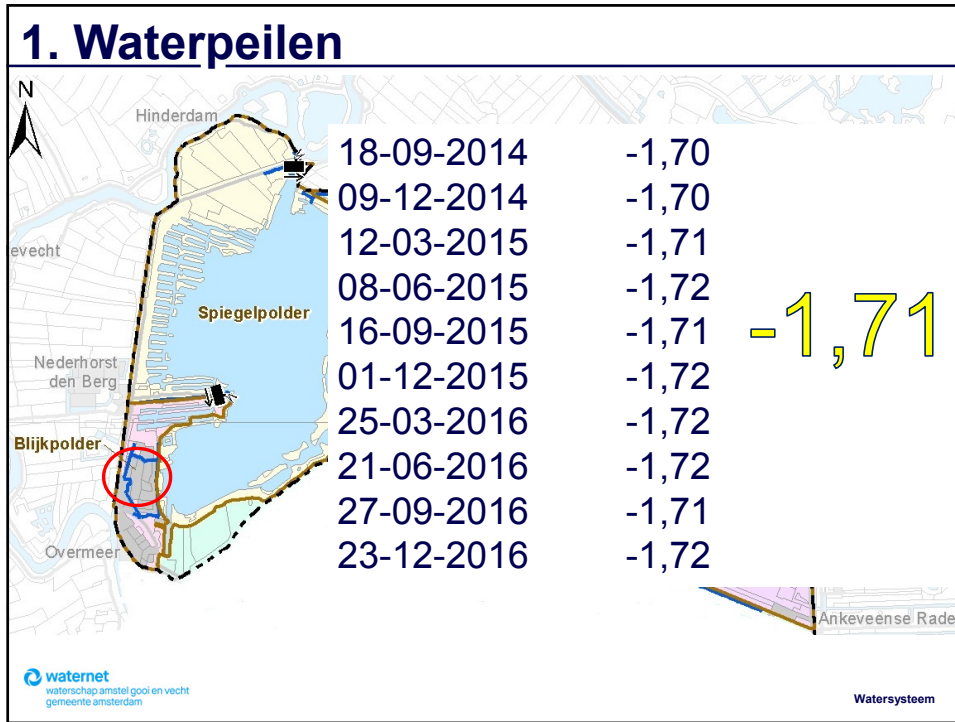 1. Waterpeilen
N
Hinderdam
18-09-2014 -1,70
09-12-2014 -1,70
12-03-2015 -1,71
evecht
08-06-2015 -1,72
Spiegelpolder
16-09-2015 -1,71
-1,71
Nederhorst
den Berg
01-12-2015 -1,72
25-03-2016 -1,72
Blijkpolder
21-06-2016 -1,72
27-09-2016 -1,71
Overmeer
23-12-2016 -1,72
Ankeveense Rade
waternet
waterschap amstel gooi en vecht
gemeente amsterdam
Watersysteem